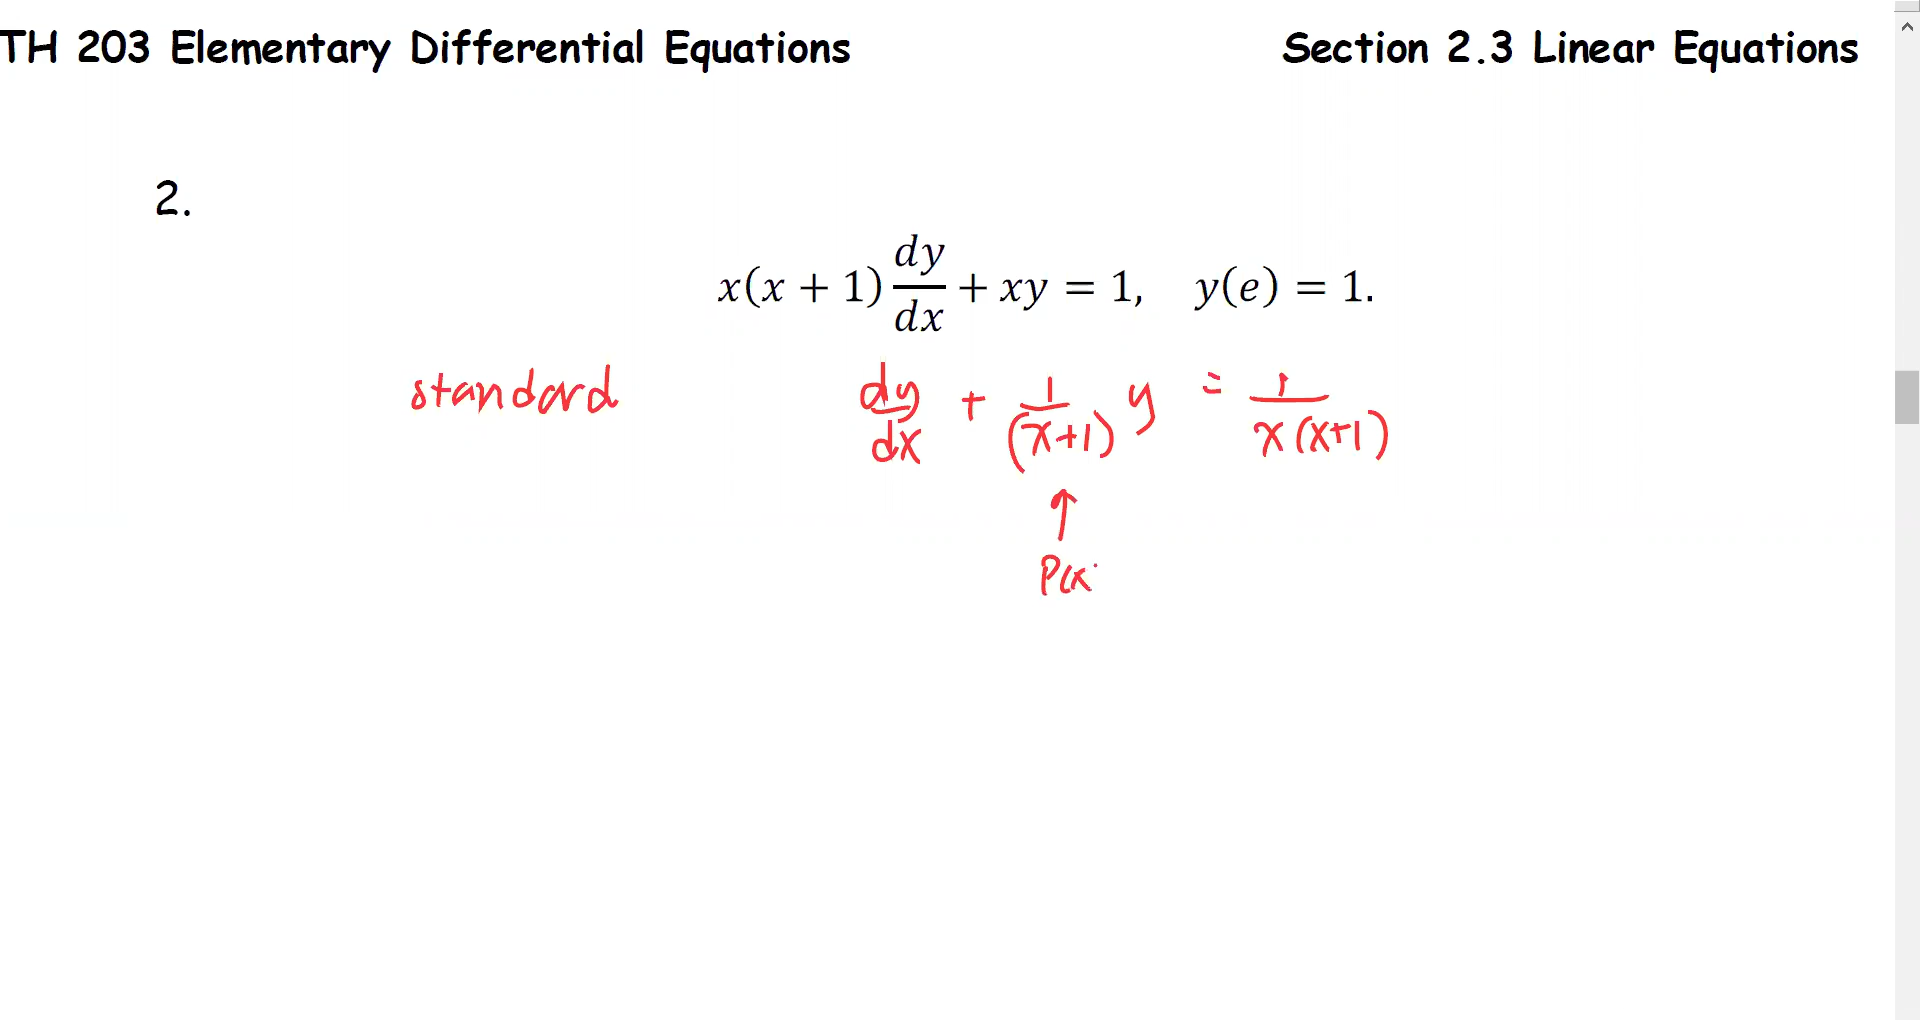 TH 203 Elementary Differential Equations Section 2.3 Linear Equations
2.
x(x + 1) dy/dx + xy = 1, y(e) = 1.
standard dy/dx + 1/(x+1) y = 1/x(x+1)
↑
P(x